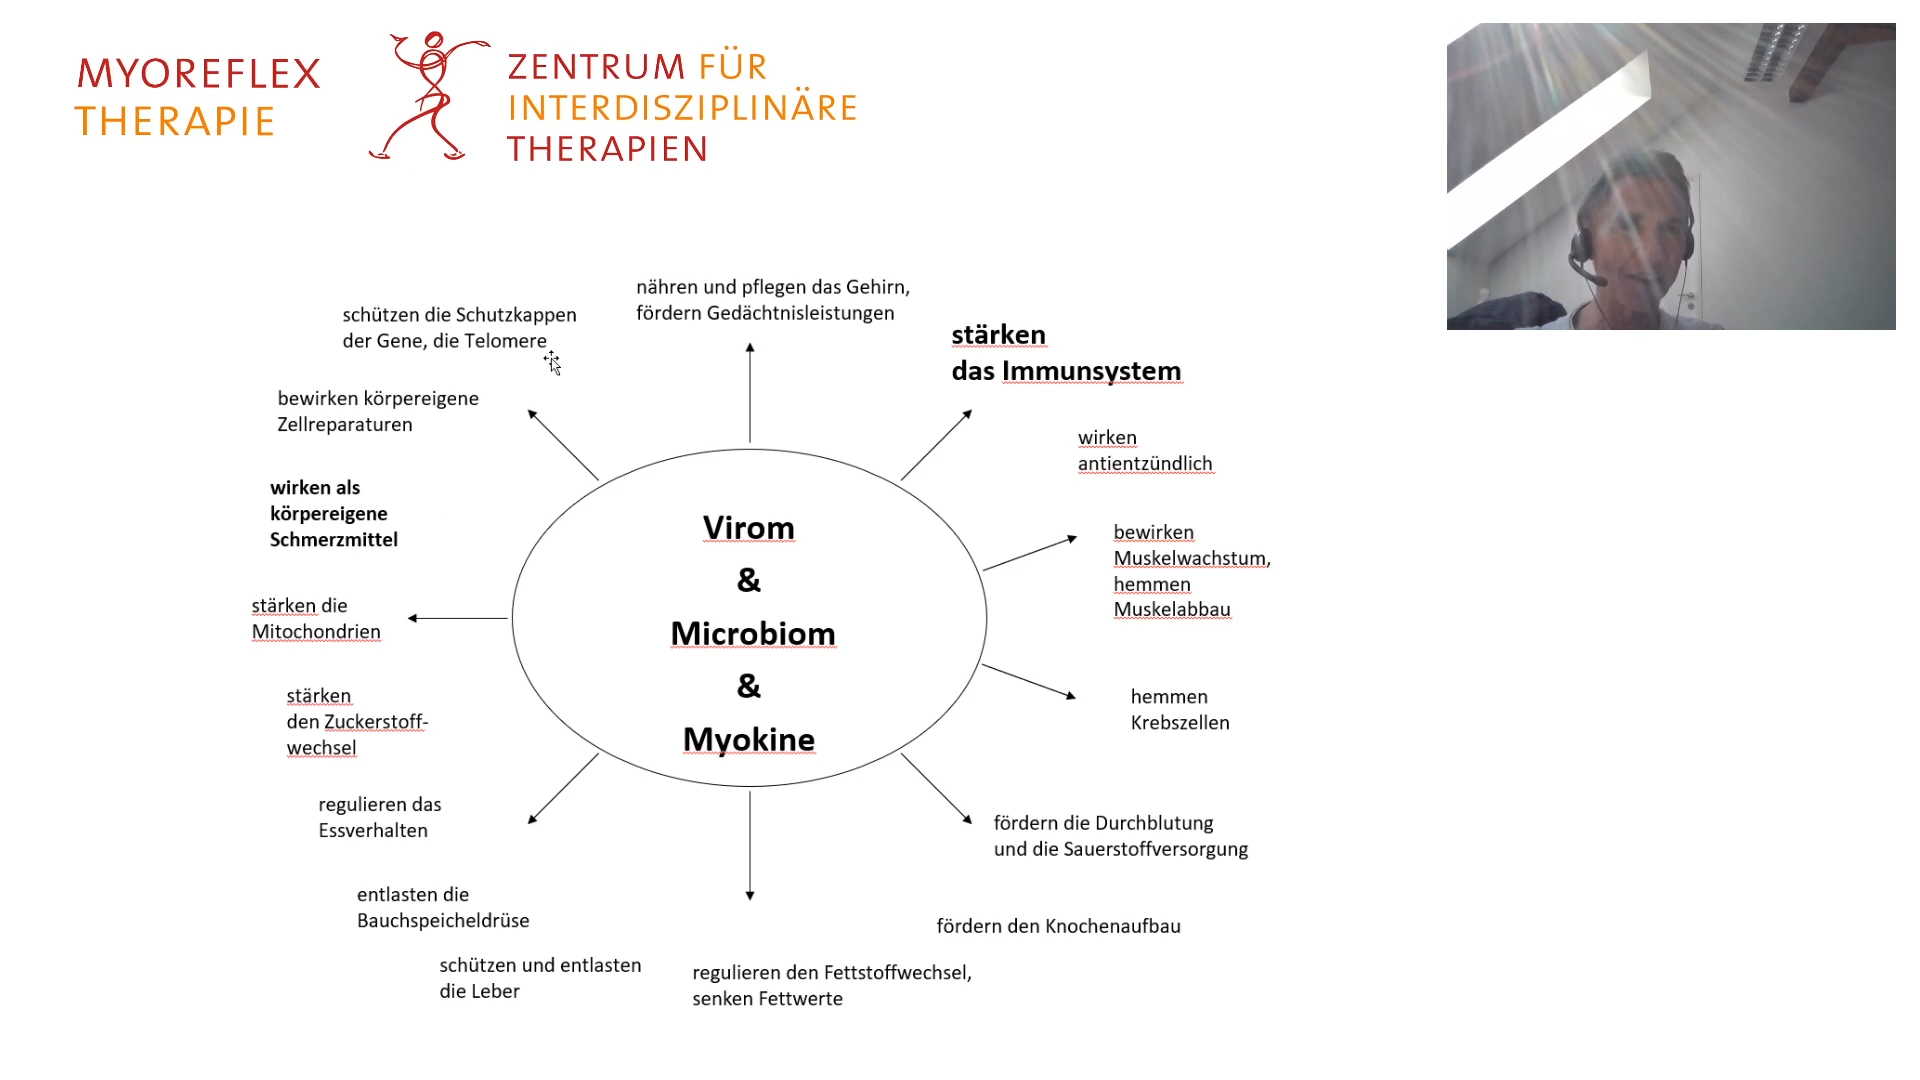 MYOREFLEX
THERAPIE
ZENTRUM FÜR
INTERDISZIPLINÄRE
THERAPIEN
nähren und pflegen das Gehirn,
fördern Gedächtnisleistungen
schützen die Schutzkappen
der Gene, die Telomere
stärken
das Immunsystem
bewirken körpereigene
Zellreparaturen
wirken
antientzündlich
wirken als
körpereigene
Schmerzmittel
Virom
&
Microbiom
&
Myokine
bewirken
Muskelwachstum,
hemmen
Muskelabbau
stärken die
Mitochondrien
hemmen
Krebszellen
stärken
den Zuckerstoff-
wechsel
regulieren das
Essverhalten
fördern die Durchblutung
und die Sauerstoffversorgung
entlasten die
Bauchspeicheldrüse
fördern den Knochenaufbau
schützen und entlasten
die Leber
regulieren den Fettstoffwechsel,
senken Fettwerte